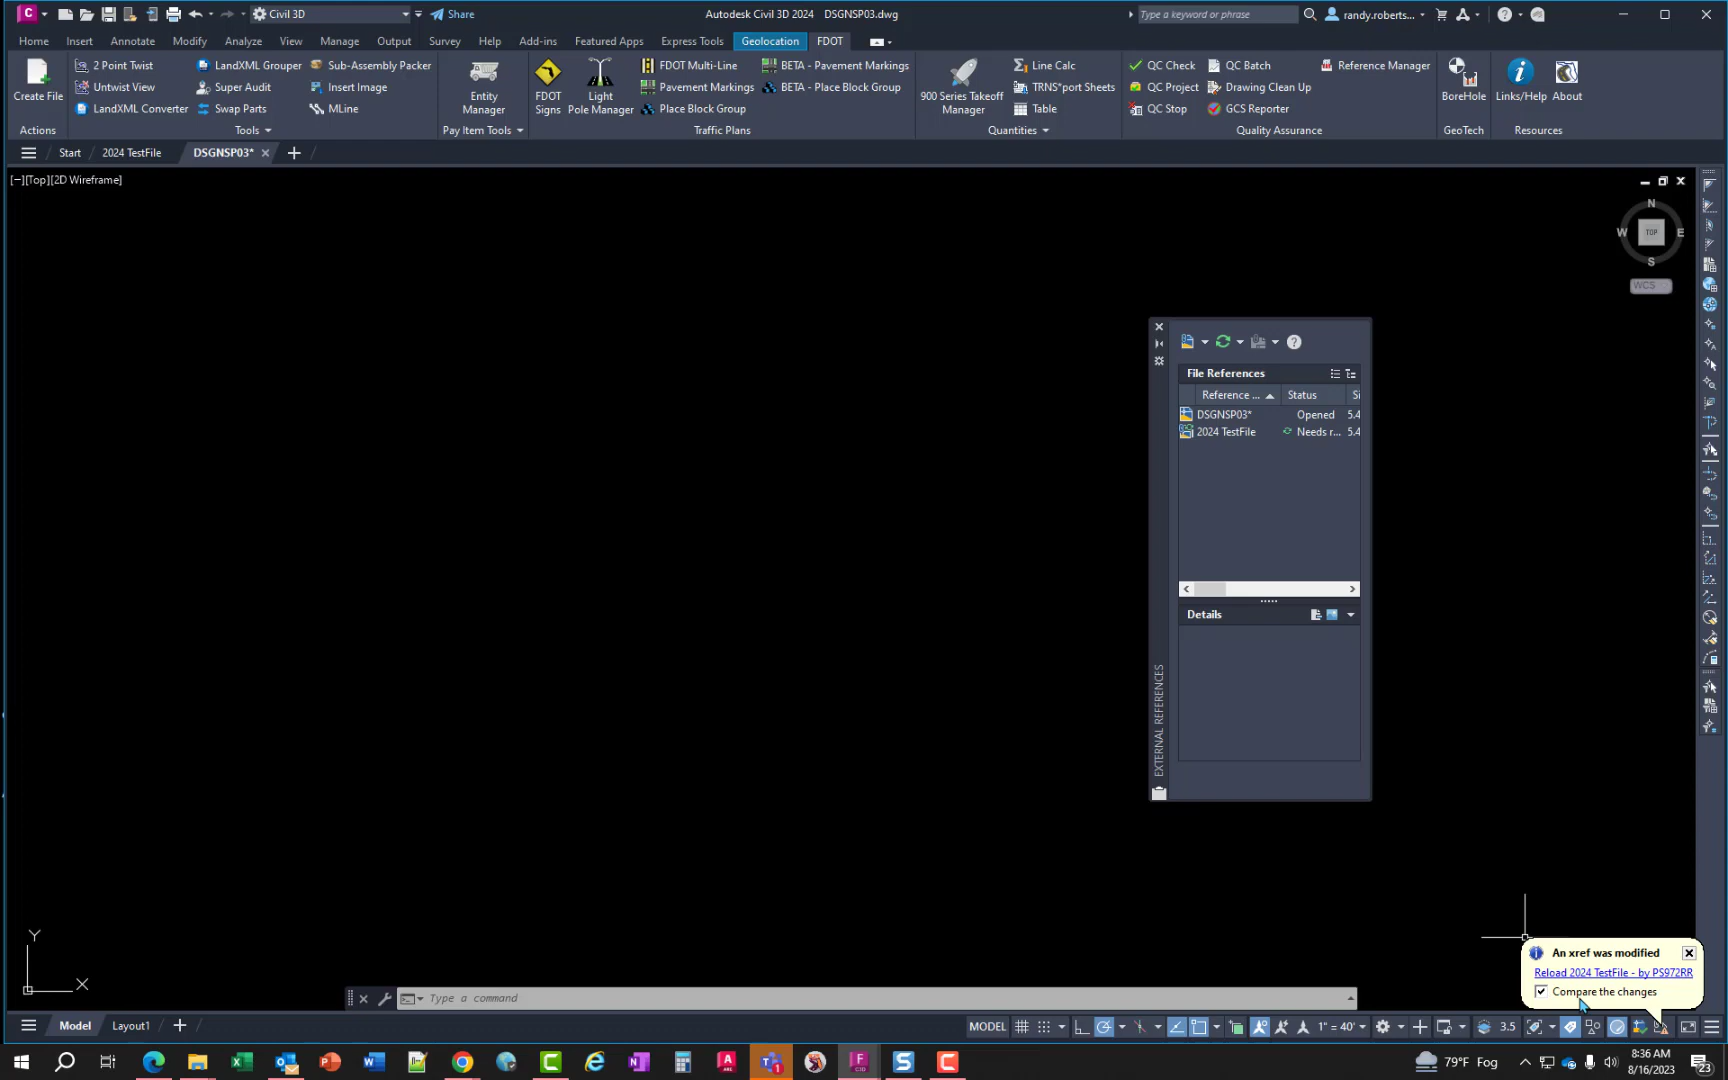 Civil 3D
Share
Autodesk Civil 3D 2024 DSGNSP03.dwg
Type a keyword or phrase
randy.roberts...
Home Insert Annotate Modify Analyze View Manage Output Survey Help Add-ins Featured Apps Express Tools Geolocation FDOT
Create File
Actions
2 Point Twist
Untwist View
LandXML Converter
LandXML Grouper
Super Audit
Swap Parts
Sub-Assembly Packer
Insert Image
MLine
Tools
Entity
Manager
Pay Item Tools
FDOT
Signs
Light
Pole Manager
FDOT Multi-Line
Pavement Markings
Place Block Group
BETA - Pavement Markings
BETA - Place Block Group
Traffic Plans
900 Series Takeoff
Manager
Line Calc
TRNS*port Sheets
Table
Quantities
QC Check
QC Project
QC Stop
QC Batch
Drawing Clean Up
GCS Reporter
Reference Manager
Quality Assurance
BoreHole
GeoTech
Links/Help
About
Resources
Start 2024 TestFile DSGNSP03*
[−][Top][2D Wireframe]
N
W TOP E
S
WCS
File References
Reference ... Status Si
DSGNSP03* Opened 5.4
2024 TestFile Needs r... 5.4
Details
EXTERNAL REFERENCES
Y
X
An xref was modified
Reload 2024 TestFile - by PS972RR
Compare the changes
Type a command
Model Layout1
MODEL 1" = 40' 3.5
79°F Fog
8:36 AM
8/16/2023
23